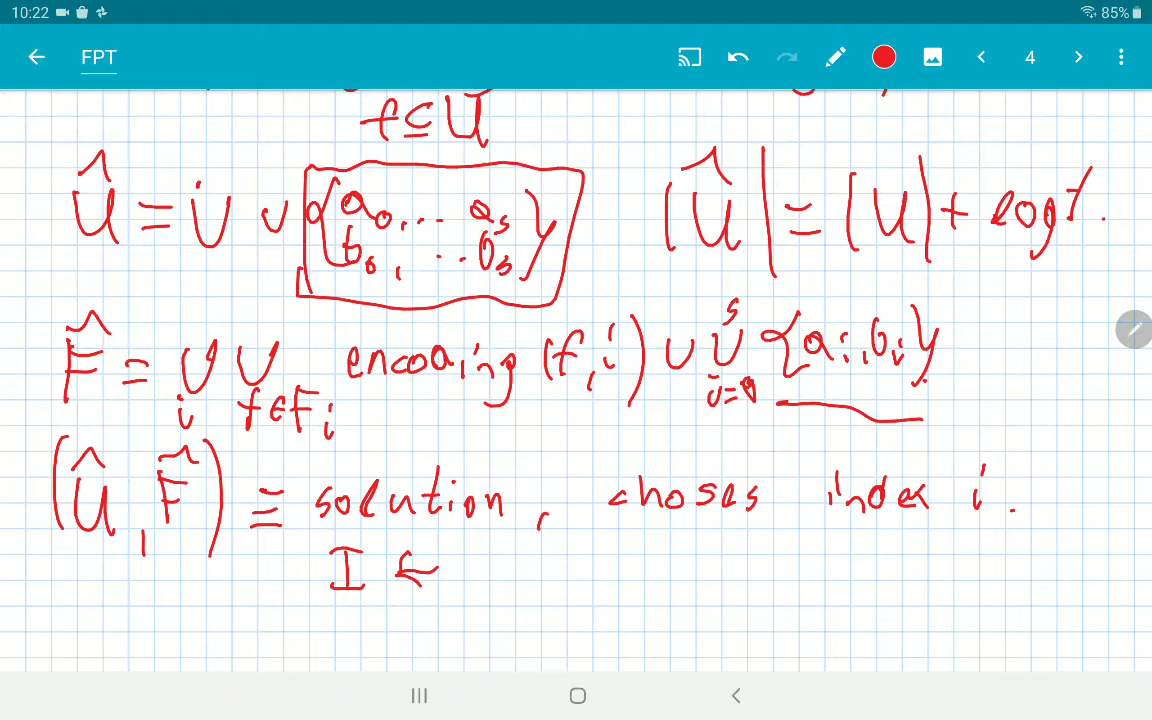 10:22 85%
FPT 4
f ⊆ U
Û = U ∪ {a₀, ... aₛ
b₀, ... bₛ} |Û| = |U| + log
F̂ = ∪ ∪ encoding (f, i) ∪ ∪ {aᵢ, bᵢ}
i f ∈ Fᵢ i=0 s
(Û, F̂) = solution, choses index i.
I ⇐